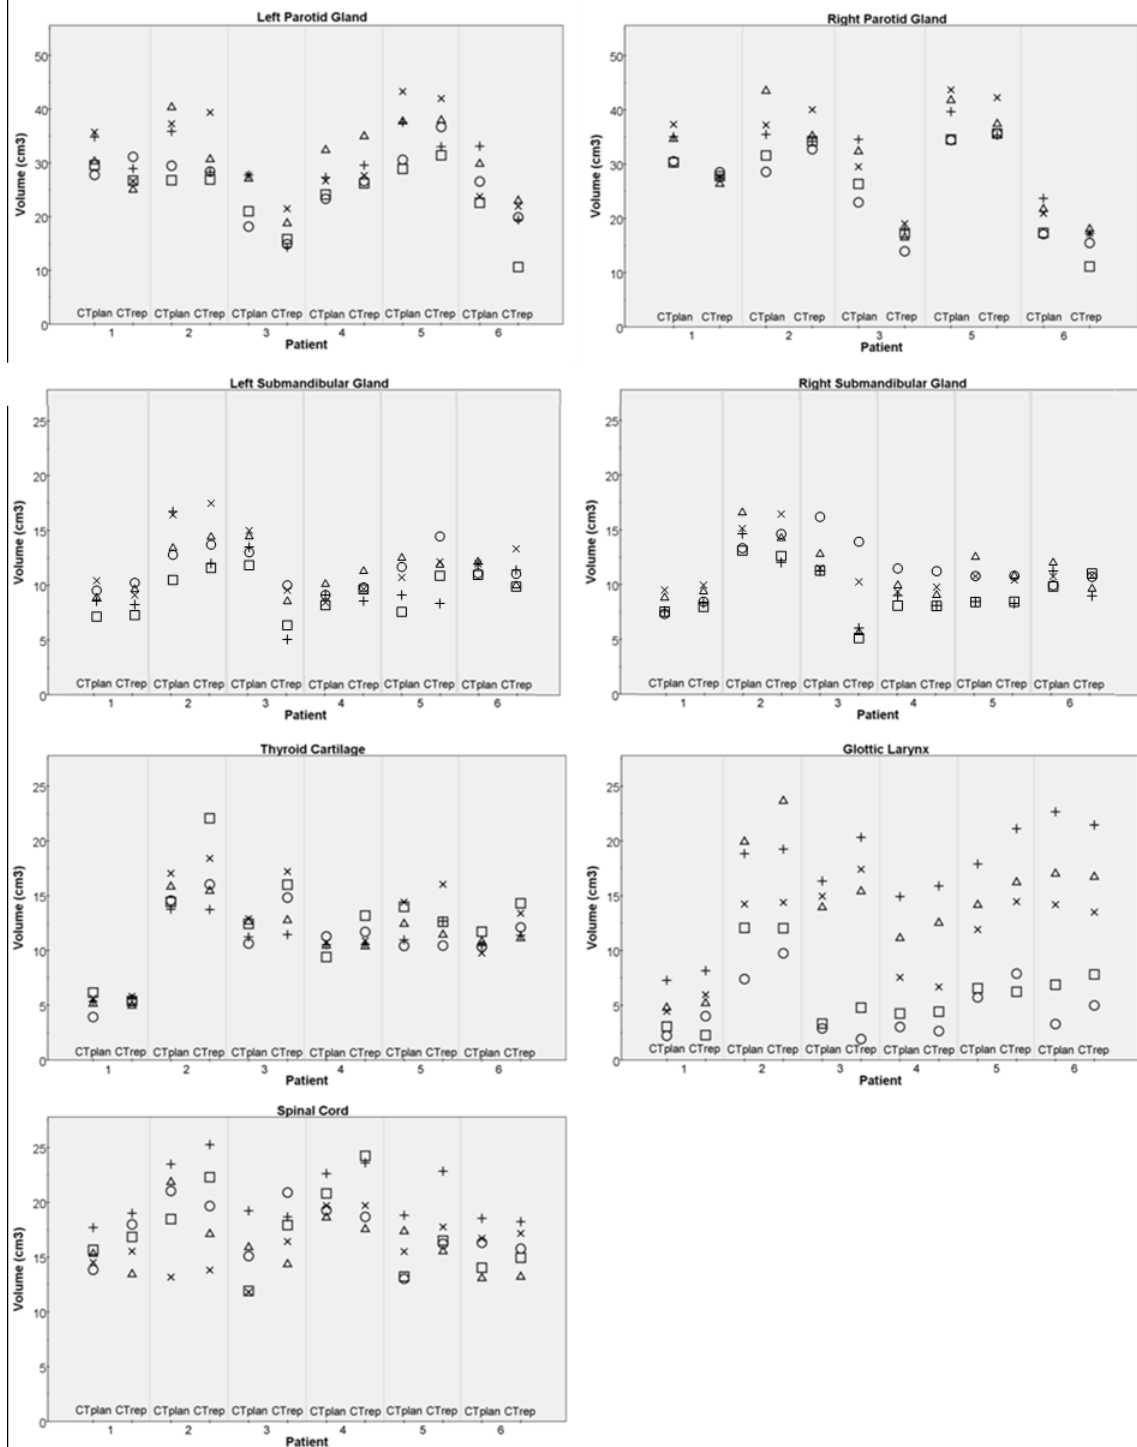 Left Parotid Gland
Volume (cm3)
50
40
30
20
10
0
CTplan CTrep CTplan CTrep CTplan CTrep CTplan CTrep CTplan CTrep CTplan CTrep
1 2 3 4 5 6
Patient
Right Parotid Gland
Volume (cm3)
50
40
30
20
10
0
CTplan CTrep CTplan CTrep CTplan CTrep CTplan CTrep CTplan CTrep
1 2 3 5 6
Patient
Left Submandibular Gland
Volume (cm3)
25
20
15
10
5
0
CTplan CTrep CTplan CTrep CTplan CTrep CTplan CTrep CTplan CTrep CTplan CTrep
1 2 3 4 5 6
Patient
Right Submandibular Gland
Volume (cm3)
25
20
15
10
5
0
CTplan CTrep CTplan CTrep CTplan CTrep CTplan CTrep CTplan CTrep CTplan CTrep
1 2 3 4 5 6
Patient
Thyroid Cartilage
Volume (cm3)
25
20
15
10
5
0
CTplan CTrep CTplan CTrep CTplan CTrep CTplan CTrep CTplan CTrep CTplan CTrep
1 2 3 4 5 6
Patient
Glottic Larynx
Volume (cm3)
25
20
15
10
5
0
CTplan CTrep CTplan CTrep CTplan CTrep CTplan CTrep CTplan CTrep CTplan CTrep
1 2 3 4 5 6
Patient
Spinal Cord
Volume (cm3)
25
20
15
10
5
0
CTplan CTrep CTplan CTrep CTplan CTrep CTplan CTrep CTplan CTrep CTplan CTrep
1 2 3 4 5 6
Patient